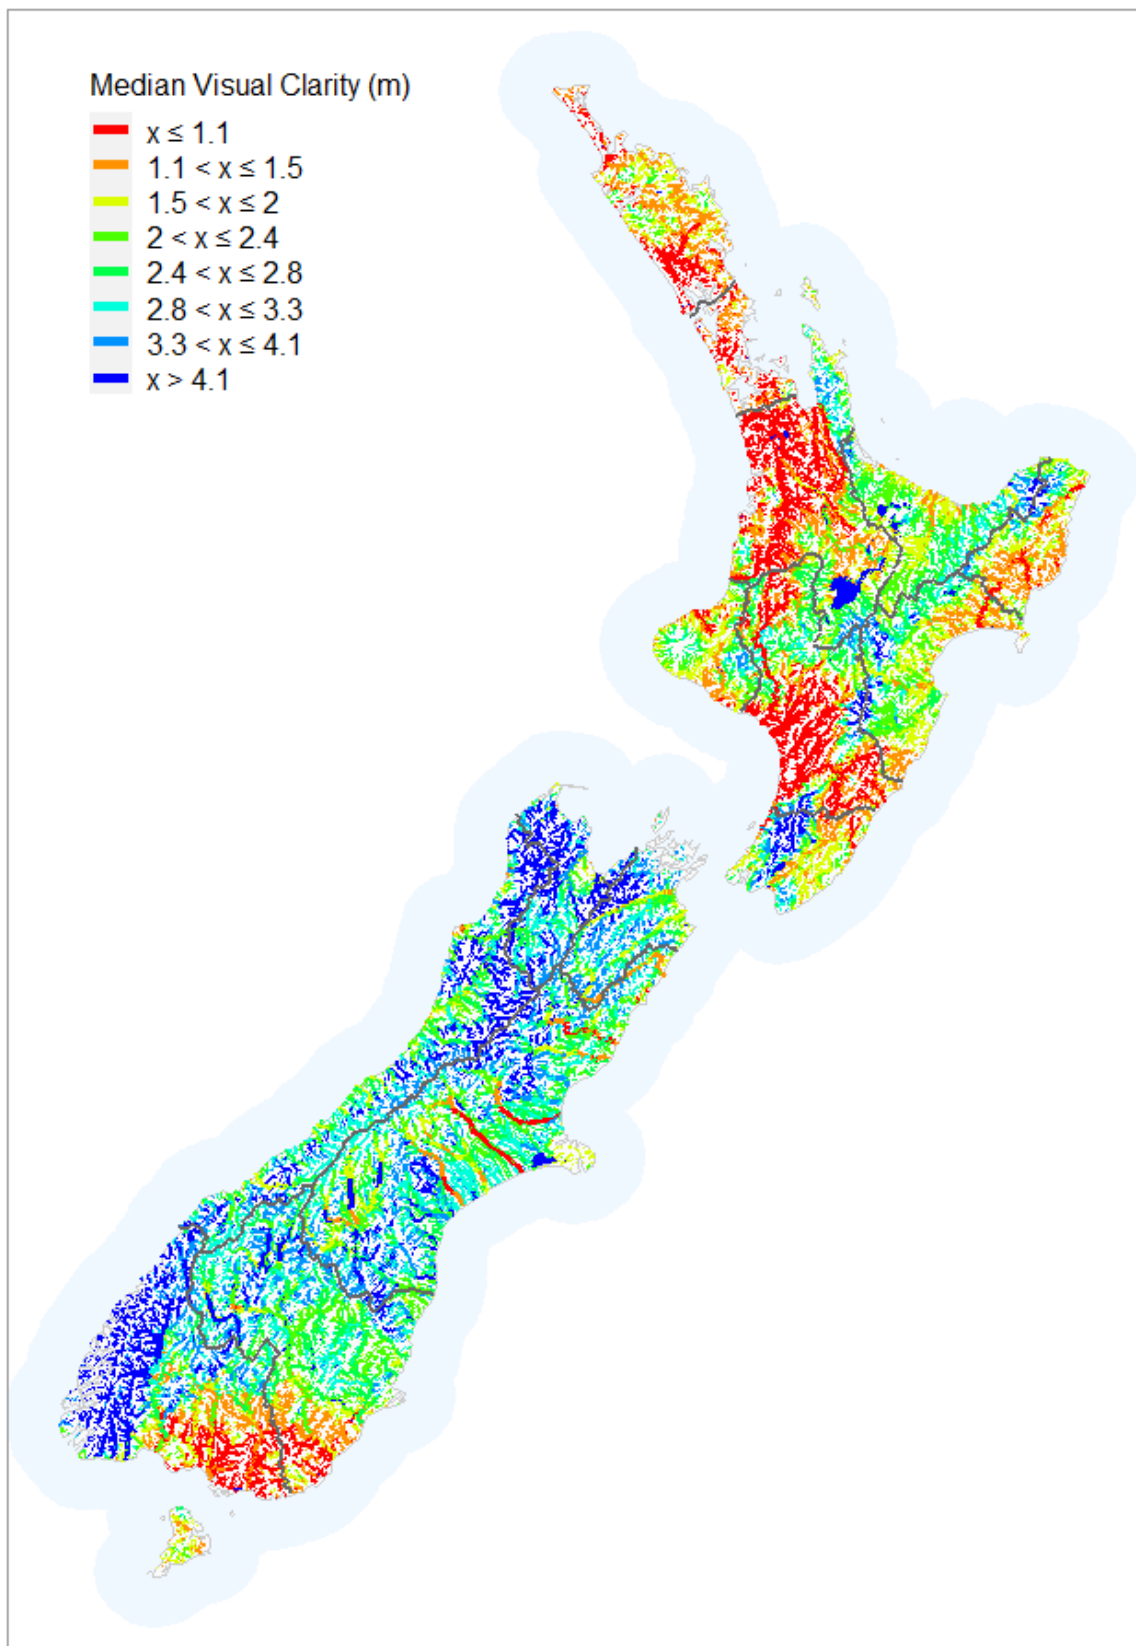 Median Visual Clarity (m)
x ≤ 1.1
1.1 < x ≤ 1.5
1.5 < x ≤ 2
2 < x ≤ 2.4
2.4 < x ≤ 2.8
2.8 < x ≤ 3.3
3.3 < x ≤ 4.1
x > 4.1